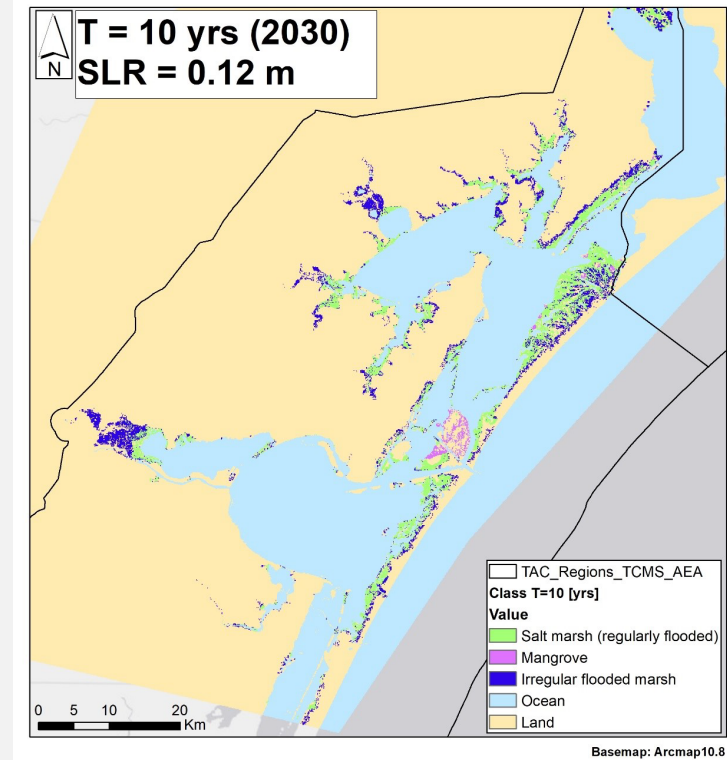 T = 10 yrs (2030)
SLR = 0.12 m
N
TAC_Regions_TCMS_AEA
Class T=10 [yrs]
Value
Salt marsh (regularly flooded)
Mangrove
Irregular flooded marsh
Ocean
Land
0 5 10 20
Km
Basemap: Arcmap10.8